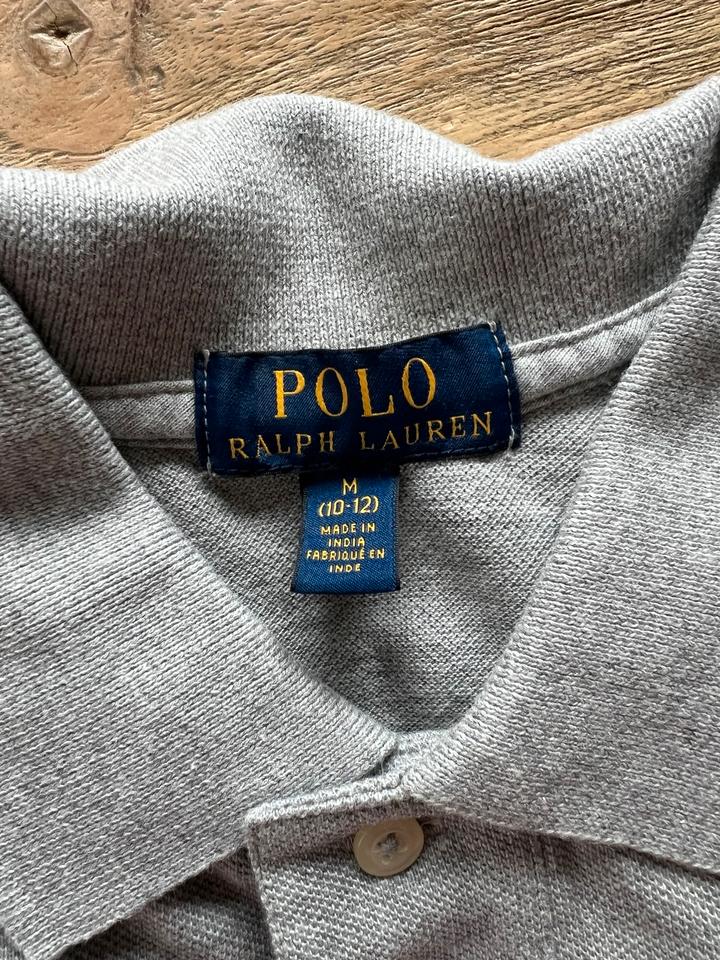 POLO
RALPH LAUREN
M
(10-12)
MADE IN
INDIA
FABRIQUÉ EN
INDE